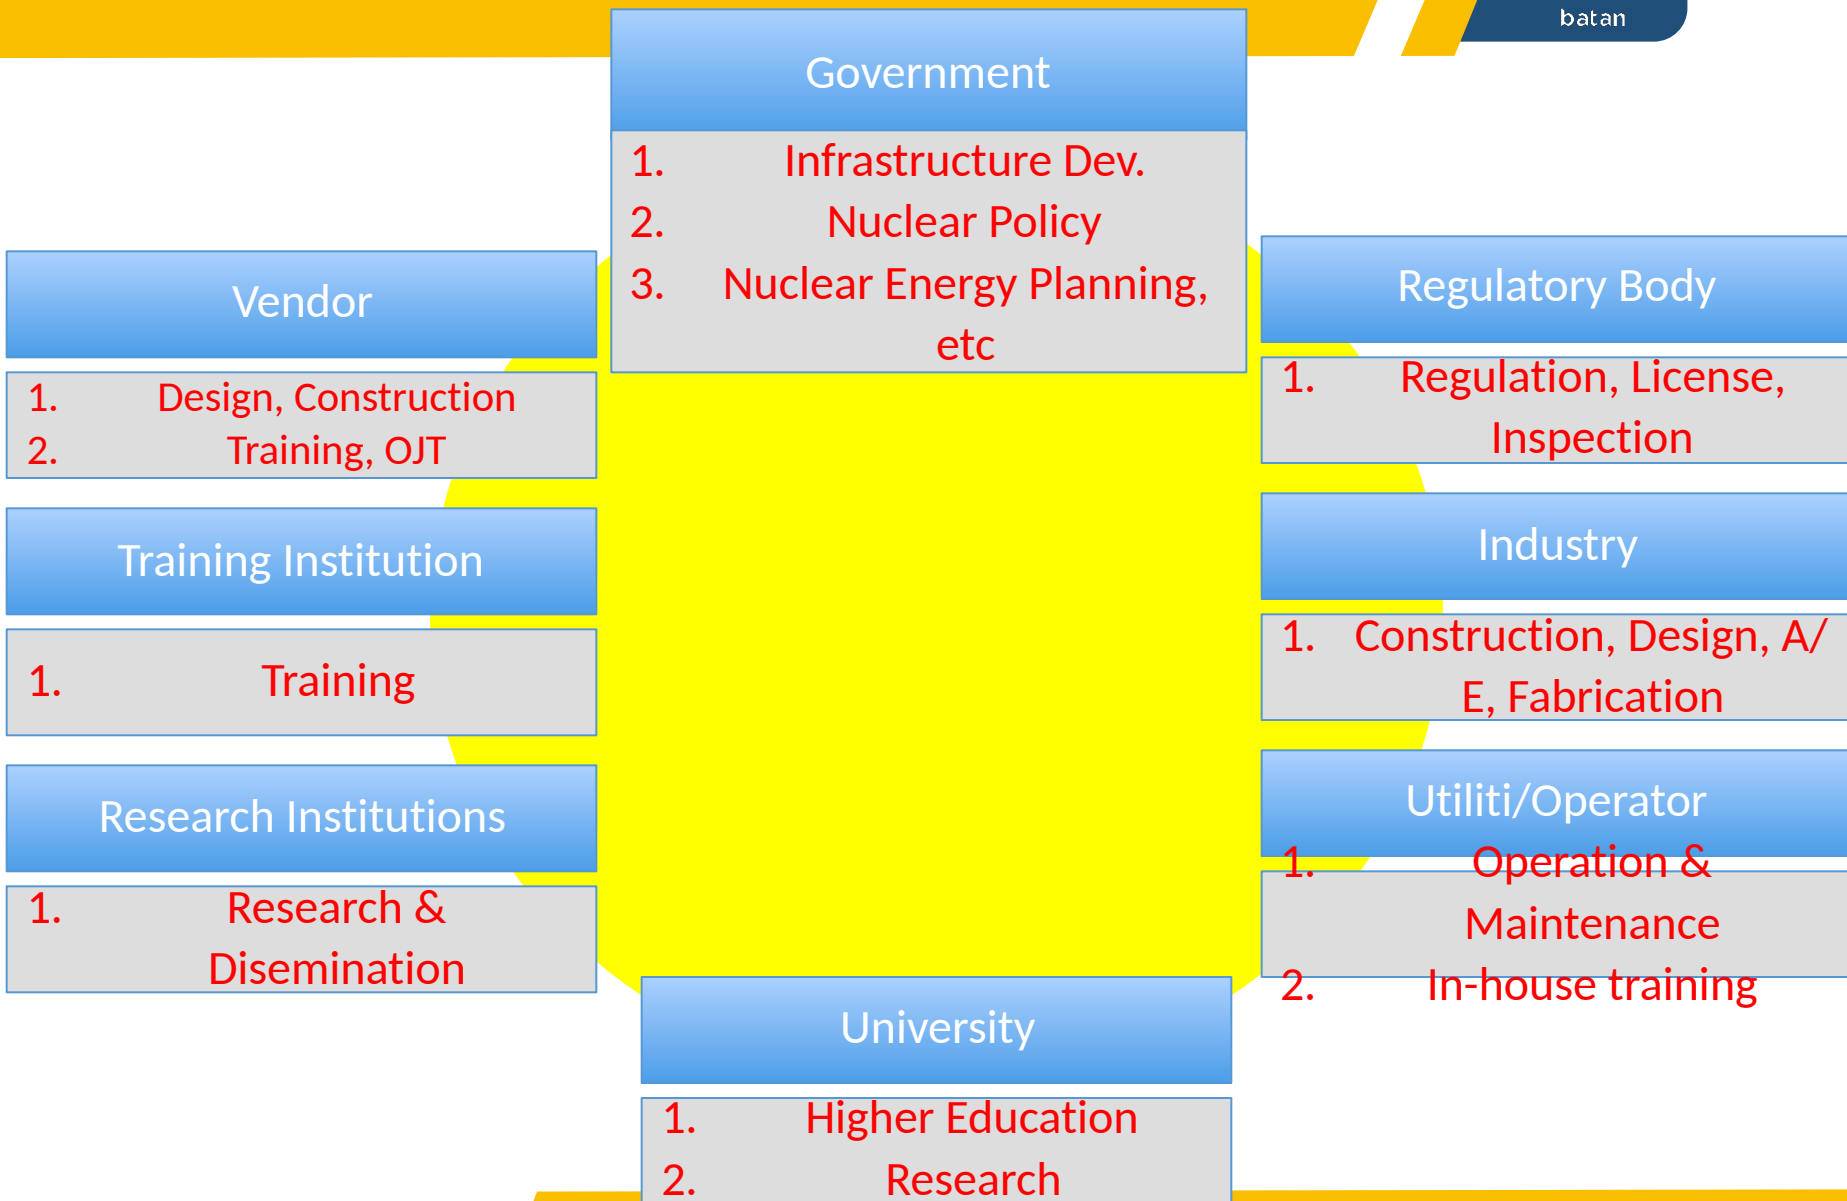 batan
Government
1. Infrastructure Dev.
2. Nuclear Policy
3. Nuclear Energy Planning,
etc
Vendor
1. Design, Construction
2. Training, OJT
Training Institution
1. Training
Research Institutions
1. Research &
Disemination
Regulatory Body
1. Regulation, License,
Inspection
Industry
1. Construction, Design, A/
E, Fabrication
Utiliti/Operator
1. Operation &
Maintenance
2. In-house training
University
1. Higher Education
2. Research